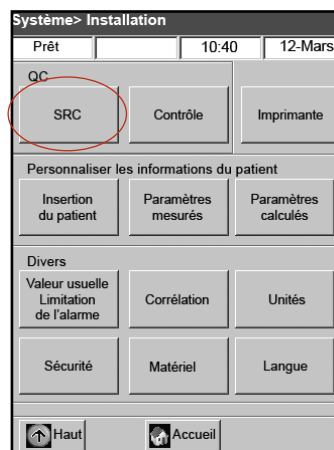 Système> Installation
Prêt 10:40 12-Mars
QC
SRC Contrôle Imprimante
Personnaliser les informations du patient
Insertion
du patient
Paramètres
mesurés
Paramètres
calculés
Divers
Valeur usuelle
Limitation
de l'alarme
Corrélation
Unités
Sécurité Matériel Langue
Haut Accueil